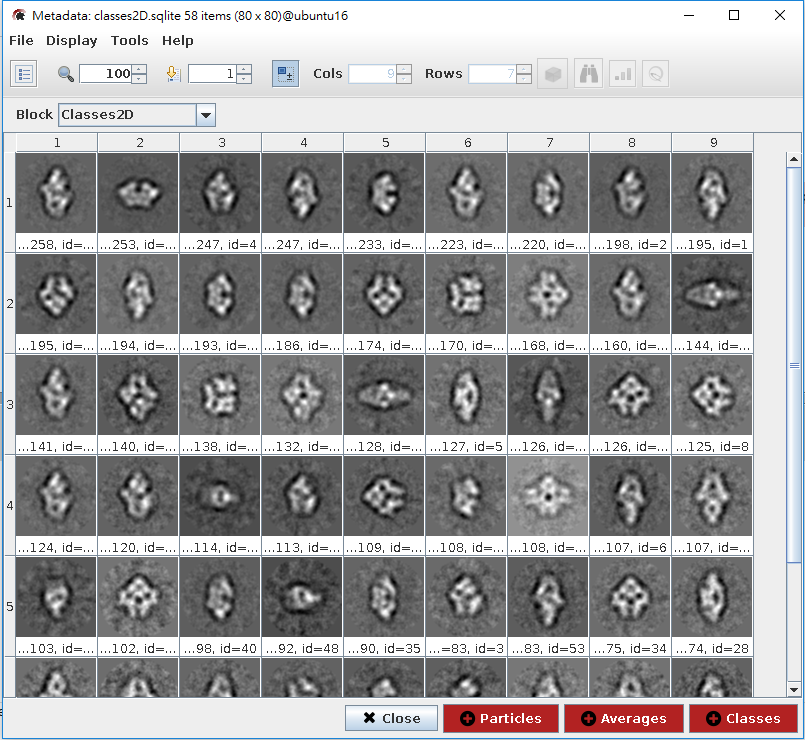 Metadata: classes2D.sqlite 58 items (80 x 80)@ubuntu16
File Display Tools Help
100 1 Cols 9 Rows 7
Block Classes2D
1 2 3 4 5 6 7 8 9
1
...258, id=... ...253, id=... ...247, id=4 ...247, id=... ...233, id=... ...223, id=... ...220, id=... ...198, id=2 ...195, id=1
2
...195, id=... ...194, id=... ...193, id=... ...186, id=... ...174, id=... ...170, id=... ...168, id=... ...160, id=... ...144, id=...
3
...141, id=... ...140, id=... ...138, id=... ...132, id=... ...128, id=... ...127, id=5 ...126, id=... ...126, id=... ...125, id=8
4
...124, id=... ...120, id=... ...114, id=... ...113, id=... ...109, id=... ...108, id=... ...108, id=... ...107, id=6 ...107, id=...
5
...103, id=... ...102, id=... ...98, id=40 ...92, id=48 ...90, id=35 ...=83, id=3 ...83, id=53 ...75, id=34 ...74, id=28
Close Particles Averages Classes